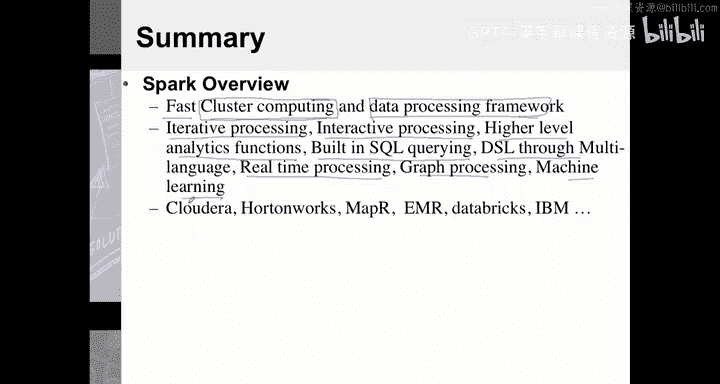 Summary
• Spark Overview
– Fast Cluster computing and data processing framework
– Iterative processing, Interactive processing, Higher level
analytics functions, Built in SQL querying, DSL through Multi-
language, Real time processing, Graph processing, Machine
learning
– Cloudera, Hortonworks, MapR, EMR, databricks, IBM …
bilibili